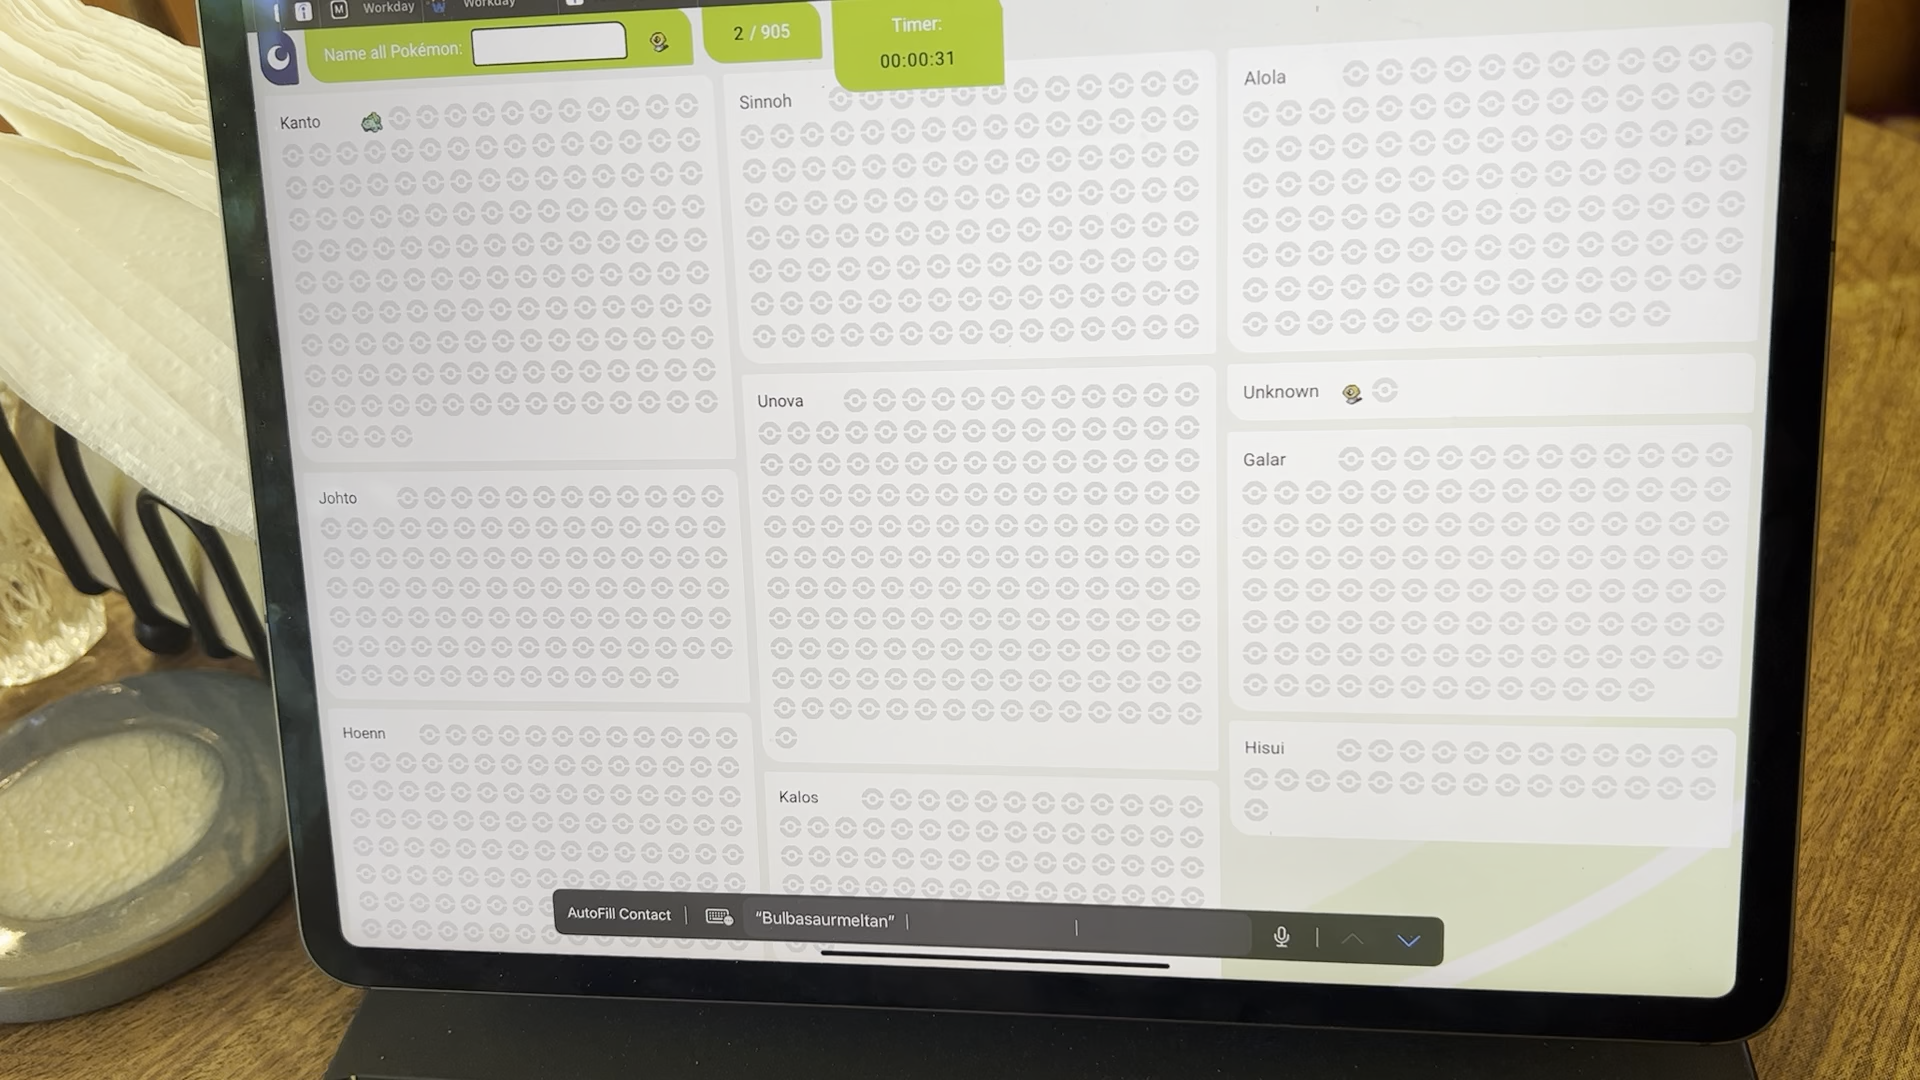 Workday
Workday
Name all Pokémon:
2 / 905
Timer:
00:00:31
Kanto
Sinnoh
Alola
Unova
Unknown
Galar
Johto
Hoenn
Kalos
Hisui
AutoFill Contact
“Bulbasaurmeltan”